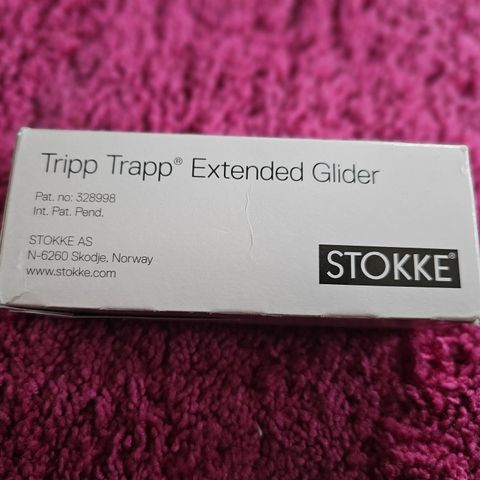 Tripp Trapp® Extended Glider
Pat. no: 328998
Int. Pat. Pend.
STOKKE AS
N-6260 Skodje, Norway
www.stokke.com
STOKKE®